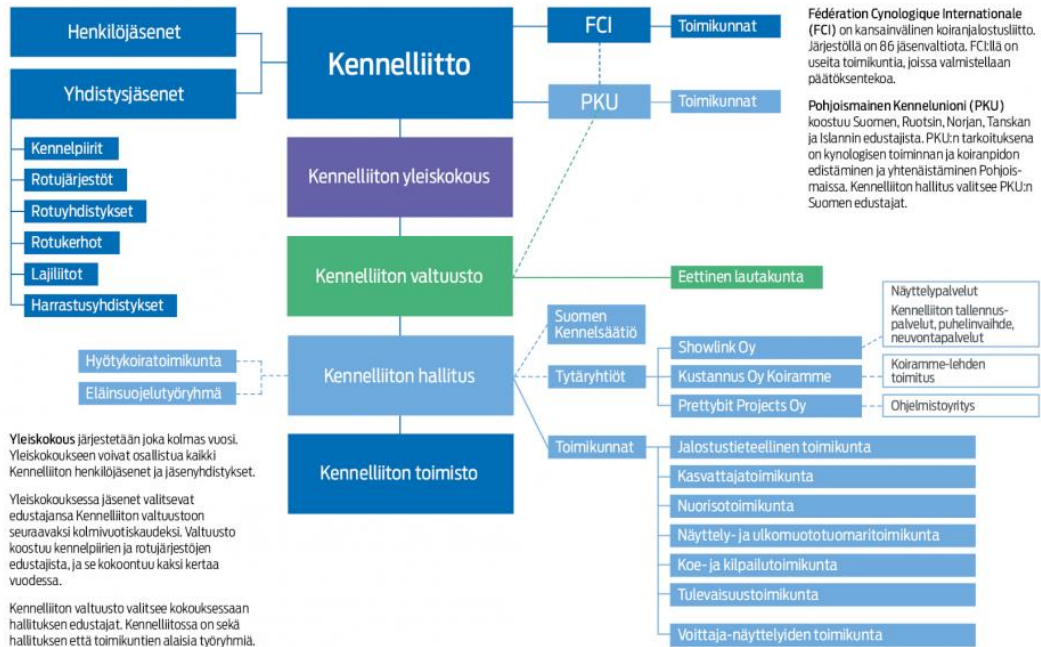 Henkilöjäsenet
Yhdistysjäsenet
Kennelpiirit
Rotujärjestöt
Rotuyhdistykset
Rotukerhot
Lajiliitot
Harrastusyhdistykset
Kennelliitto
FCI
Toimikunnat
PKU
Toimikunnat
Kennelliiton yleiskokous
Kennelliiton valtuusto
Eettinen lautakunta
Kennelliiton hallitus
Hyötykoiratoimikunta
Eläinsuojelutyöryhmä
Suomen
Kennelsäätiö
Tytäryhtiöt
Showlink Oy
Kustannus Oy Koiramme
Prettybit Projects Oy
Näyttelypalvelut
Kennelliiton tallennus-
palvelut, puhelinvaihde,
neuvontapalvelut
Koiramme-lehden
toimitus
Ohjelmistoyritys
Toimikunnat
Jalostustieteellinen toimikunta
Kasvattajatoimikunta
Nuorisotoimikunta
Näyttely- ja ulkomuototuomaritoimikunta
Koe- ja kilpailutoimikunta
Tulevaisuustoimikunta
Voittaja-näyttelyiden toimikunta
Kennelliiton toimisto
Fédération Cynologique Internationale
(FCI) on kansainvälinen koiranjalostusliitto.
Järjestöllä on 86 jäsenvaltiota. FCI:llä on
useita toimikuntia, joissa valmistellaan
päätöksentekoa.
Pohjoismainen Kennelunioni (PKU)
koostuu Suomen, Ruotsin, Norjan, Tanskan
ja Islannin edustajista. PKU:n tarkoituksena
on kynologisen toiminnan ja koiranpidon
edistäminen ja yhtenäistäminen Pohjois-
maissa. Kennelliiton hallitus valitsee PKU:n
Suomen edustajat.
Yleiskokous järjestetään joka kolmas vuosi.
Yleiskokoukseen voivat osallistua kaikki
Kennelliiton henkilöjäsenet ja jäsenyhdistykset.
Yleiskokouksessa jäsenet valitsevat
edustajansa Kennelliiton valtuustoon
seuraavaksi kolmivuotiskaudeksi. Valtuusto
koostuu kennelpiirien ja rotujärjestöjen
edustajista, ja se kokoontuu kaksi kertaa
vuodessa.
Kennelliiton valtuusto valitsee kokouksessaan
hallituksen edustajat. Kennelliitossa on sekä
hallituksen että toimikuntien alaisia työryhmiä.